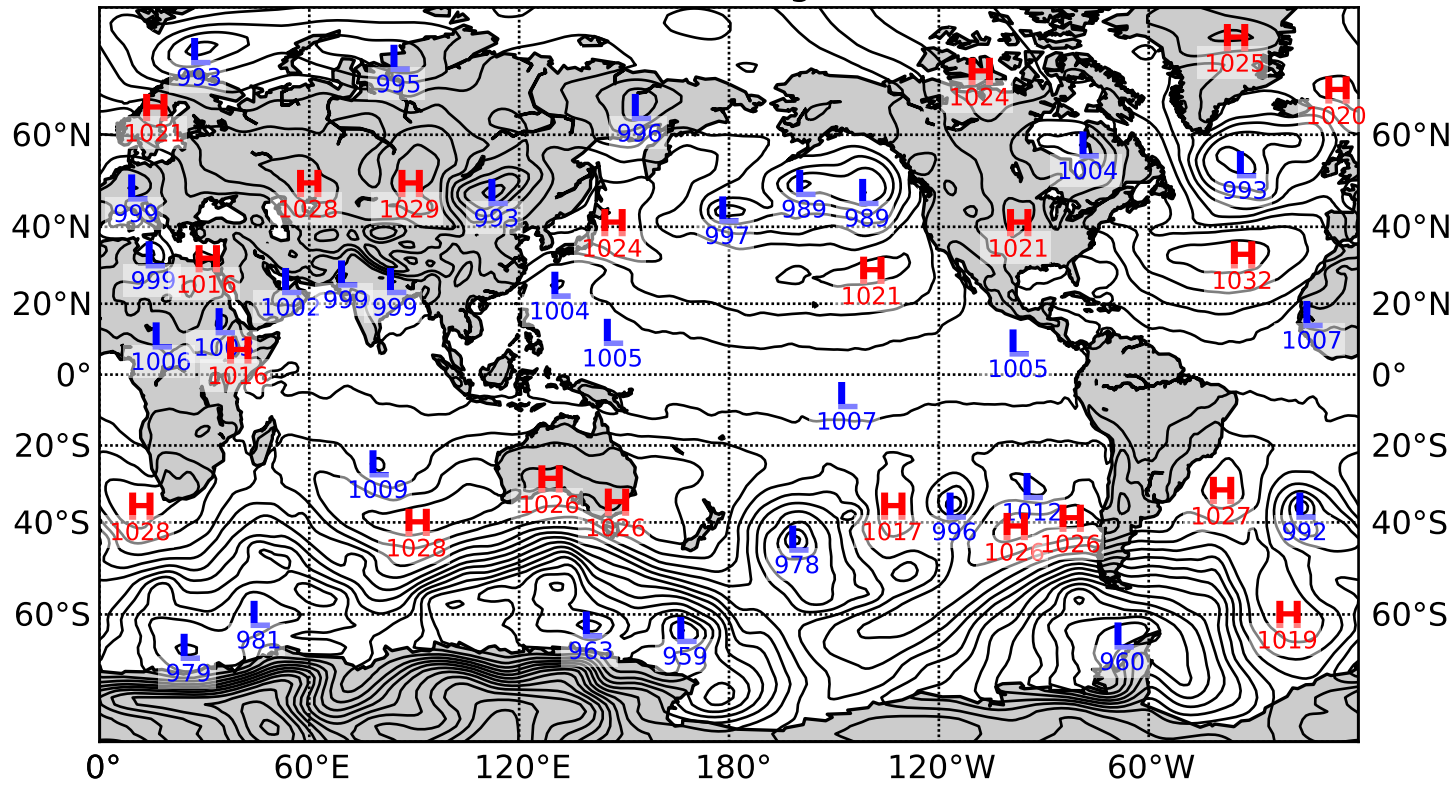 H
1025
L
993
L
995
H
1024
H
1020
H
1021
L
996
60°N
60°N
L
1004
L
993
L
999
H
1028
H
1029
L
993
L
989
L
989
L
997
H
1024
H
1021
40°N
40°N
L
999
H
1016
H
1032
H
1021
L
1002
L
999
L
999
L
1004
20°N
20°N
L
1007
L
1006
L
H
1016
L
1005
L
1005
0°
0°
L
1007
20°S
20°S
L
1009
H
1026
H
1026
H
1028
H
1028
H
1017
L
996
L
1012
H
1026
H
1026
H
1027
L
992
40°S
40°S
L
978
60°S
60°S
L
981
L
979
L
963
L
959
L
960
H
1019
0°
60°E
120°E
180°
120°W
60°W